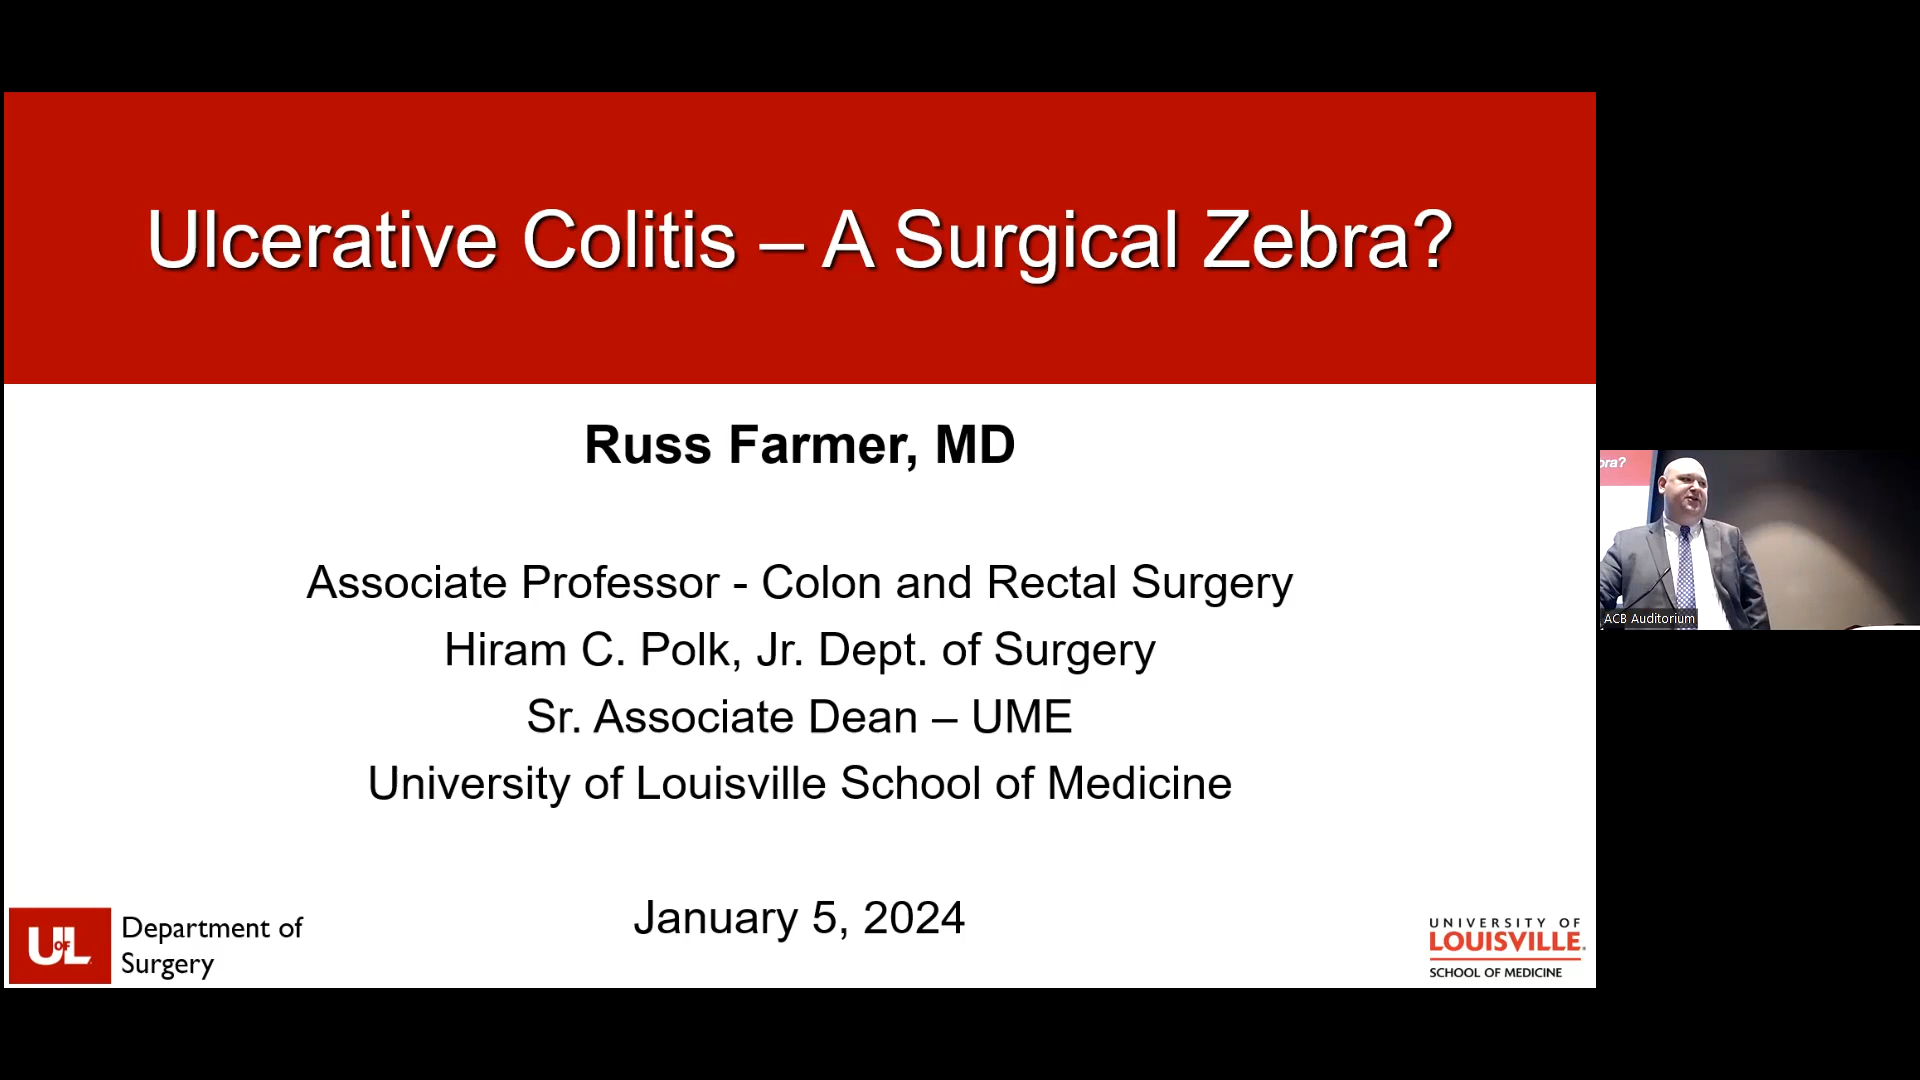 Ulcerative Colitis – A Surgical Zebra?
Russ Farmer, MD
Associate Professor - Colon and Rectal Surgery
Hiram C. Polk, Jr. Dept. of Surgery
Sr. Associate Dean – UME
University of Louisville School of Medicine
January 5, 2024
UofL
Department of
Surgery
UNIVERSITY OF
LOUISVILLE.
SCHOOL OF MEDICINE
bra?
ACB Auditorium